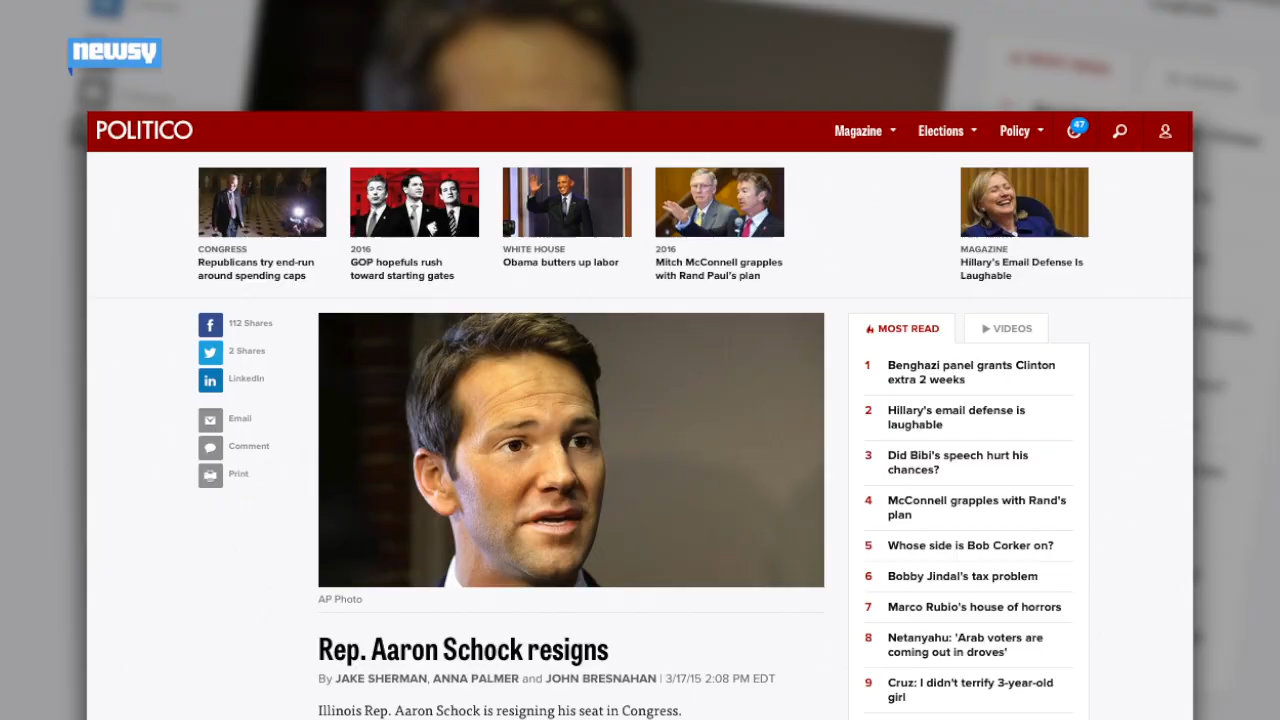 newsy
POLITICO
Magazine
Elections
Policy
47
CONGRESS
Republicans try end-run
around spending caps
2016
GOP hopefuls rush
toward starting gates
WHITE HOUSE
Obama butters up labor
2016
Mitch McConnell grapples
with Rand Paul's plan
MAGAZINE
Hillary's Email Defense Is
Laughable
112 Shares
2 Shares
LinkedIn
Email
Comment
Print
AP Photo
Rep. Aaron Schock resigns
By JAKE SHERMAN, ANNA PALMER and JOHN BRESNAHAN | 3/17/15 2:08 PM EDT
Illinois Rep. Aaron Schock is resigning his seat in Congress.
MOST READ
VIDEOS
1 Benghazi panel grants Clinton
extra 2 weeks
2 Hillary's email defense is
laughable
3 Did Bibi's speech hurt his
chances?
4 McConnell grapples with Rand's
plan
5 Whose side is Bob Corker on?
6 Bobby Jindal's tax problem
7 Marco Rubio's house of horrors
8 Netanyahu: 'Arab voters are
coming out in droves'
9 Cruz: I didn't terrify 3-year-old
girl